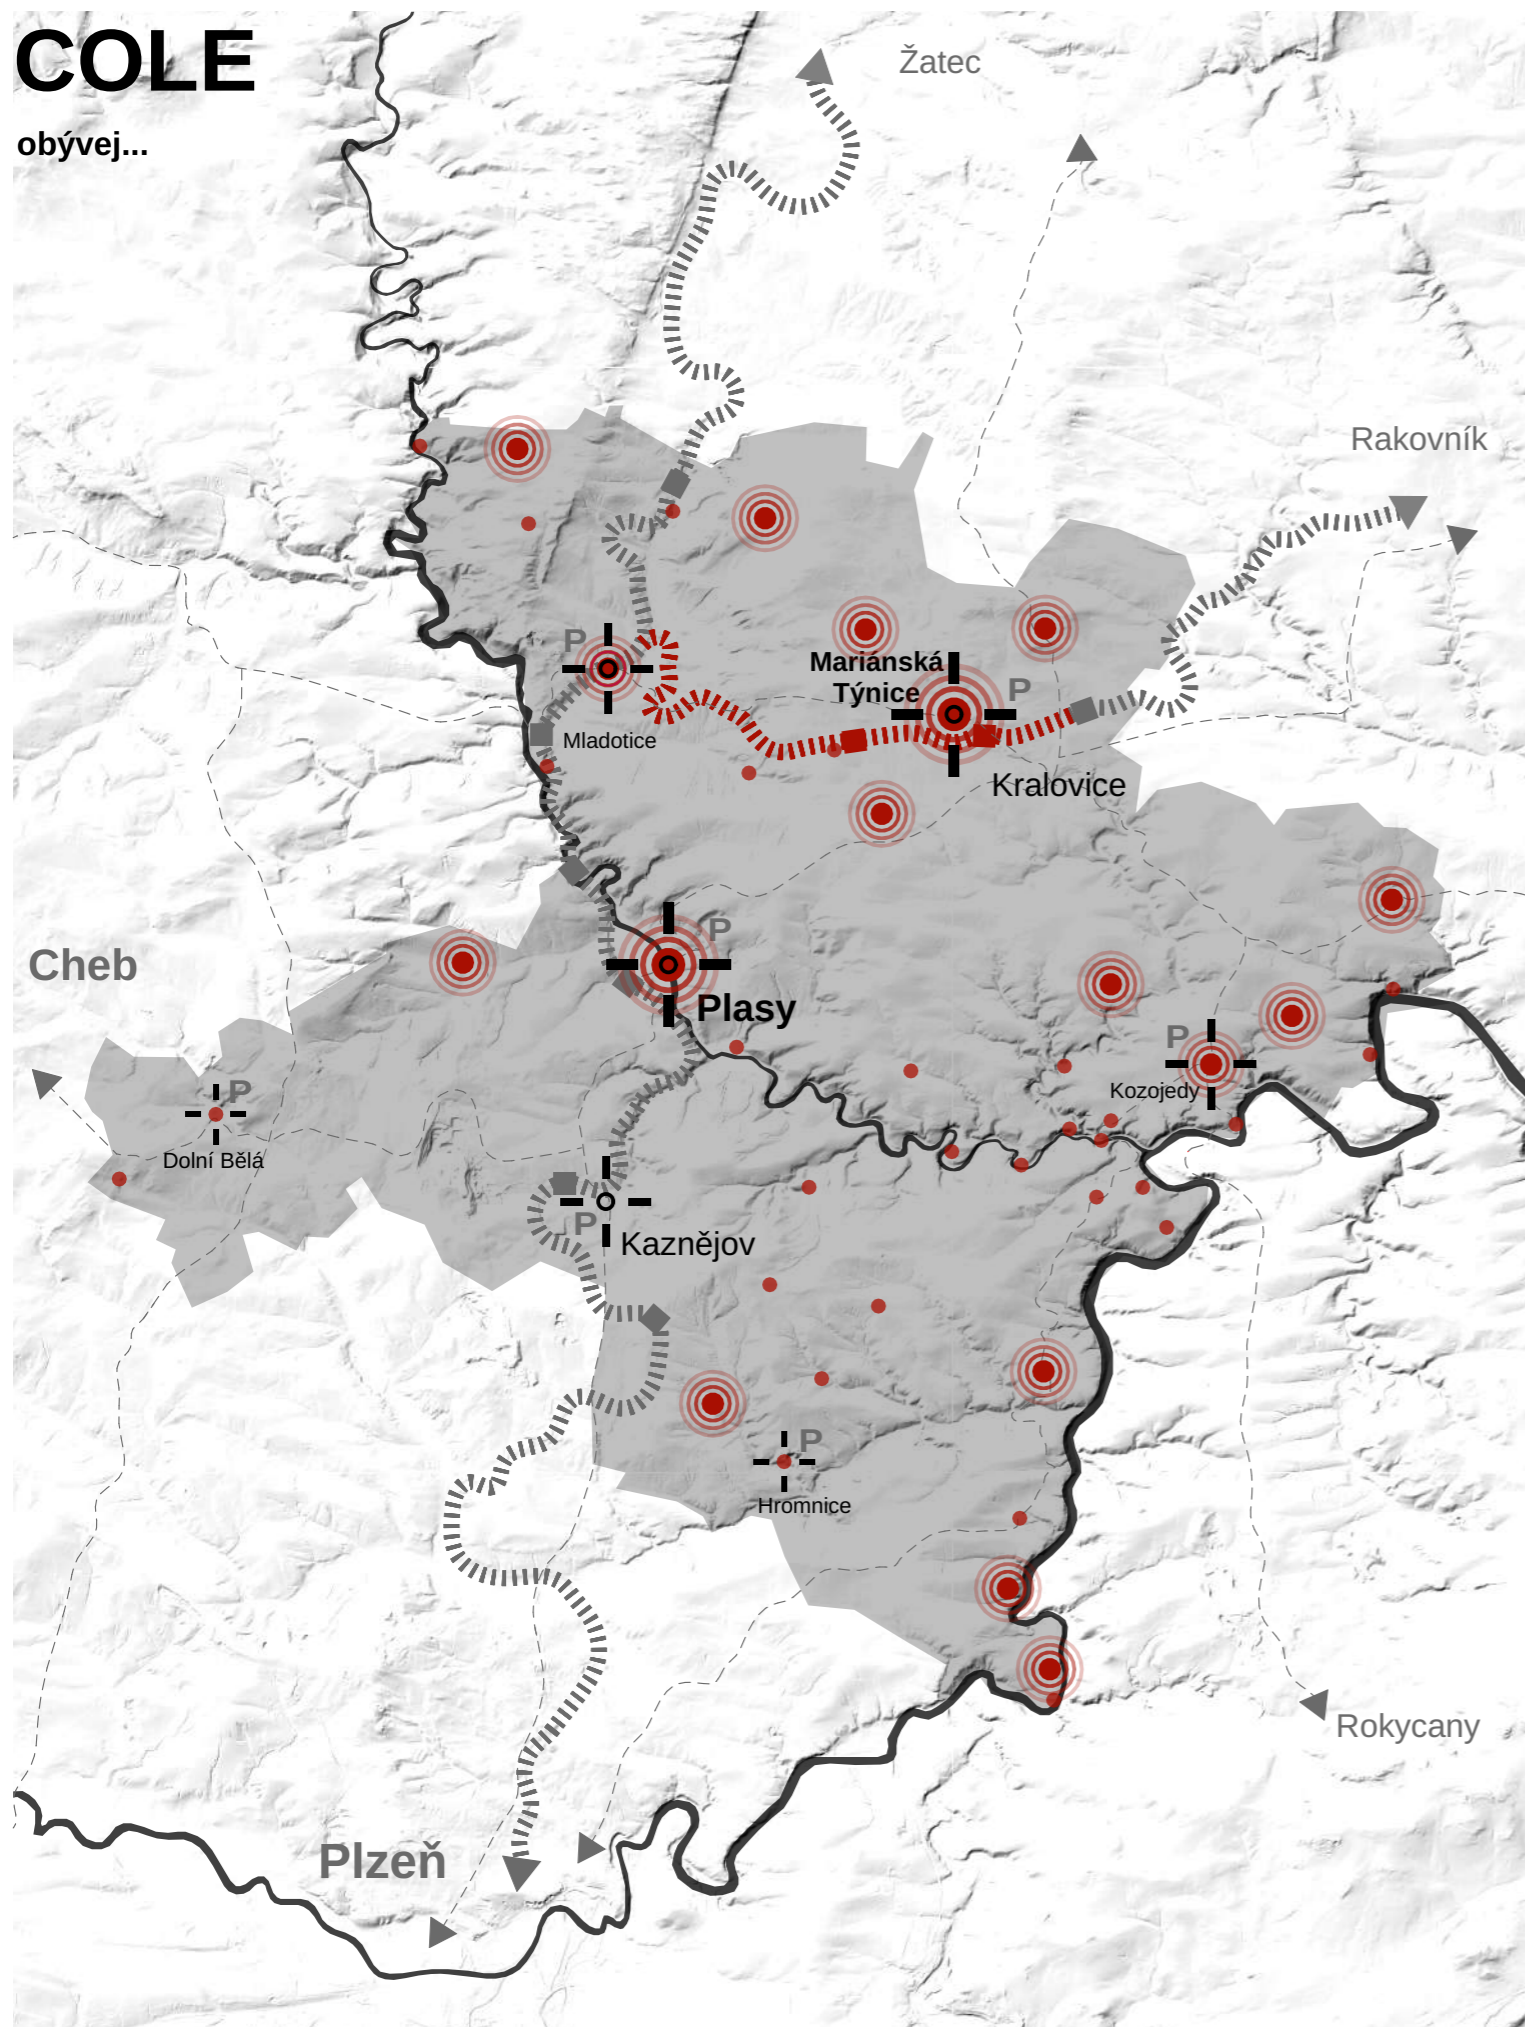 COLE
obývej...
Žatec
Rakovník
P
Mladotice
Mariánská
Týnice
P
Kralovice
Cheb
P
Plasy
P
Kozojedy
P
Dolní Bělá
P
Kaznějov
P
Hromnice
Rokycany
Plzeň